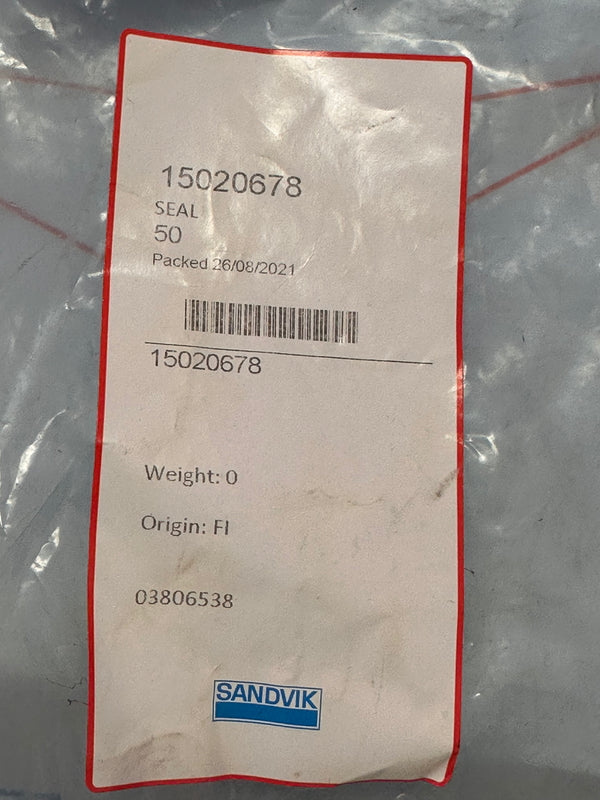 15020678
SEAL
50
Packed 26/08/2021
15020678
Weight: 0
Origin: FI
03806538
SANDVIK